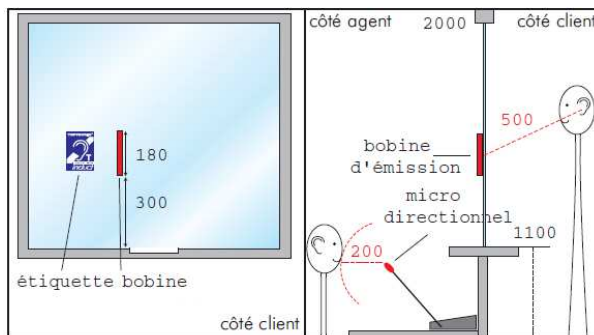 180
300
étiquette bobine
côté client
côté agent
2000
côté client
500
bobine
d'émission
micro
directionnel
200
1100
T